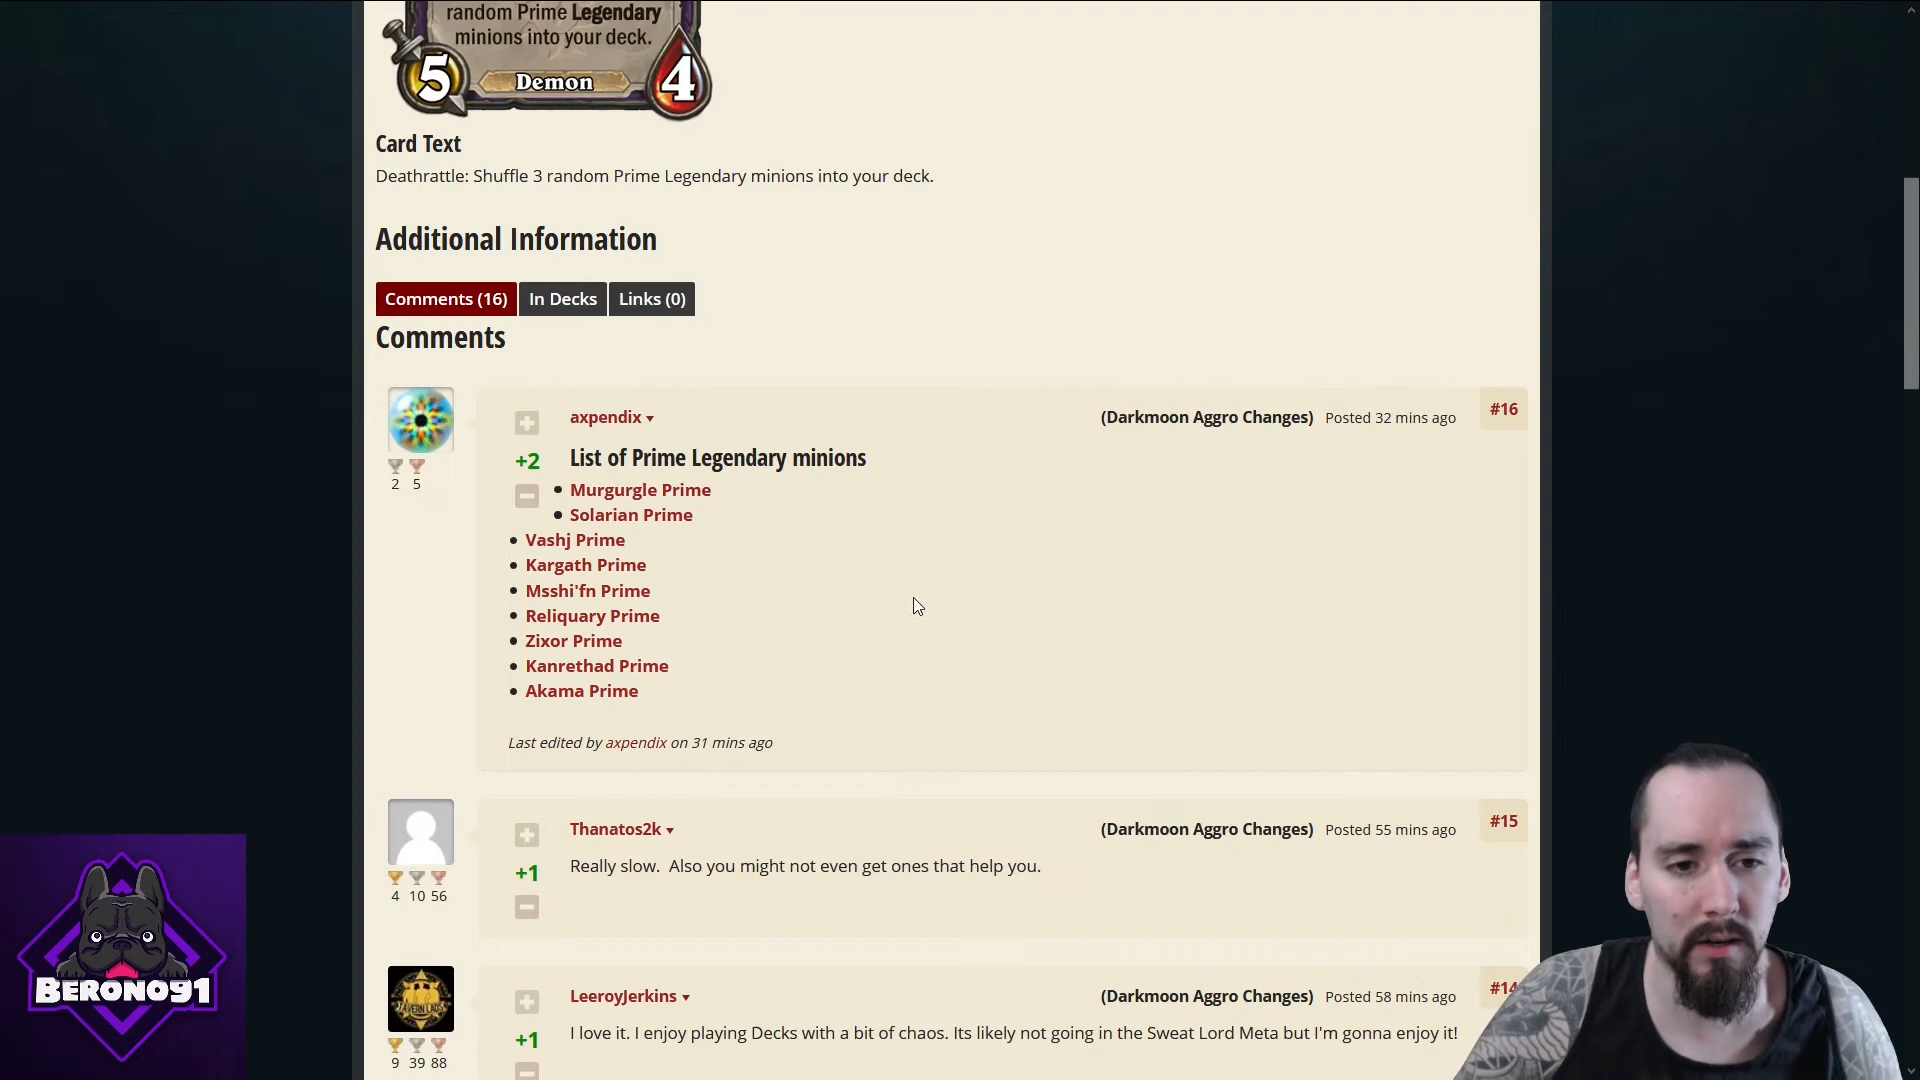 random Prime Legendary
minions into your deck.
5
Demon
4
Card Text
Deathrattle: Shuffle 3 random Prime Legendary minions into your deck.
Additional Information
Comments (16)
In Decks
Links (0)
Comments
axpendix
(Darkmoon Aggro Changes) Posted 32 mins ago
#16
+2
List of Prime Legendary minions
2 5
Murgurgle Prime
Solarian Prime
Vashj Prime
Kargath Prime
Msshi'fn Prime
Reliquary Prime
Zixor Prime
Kanrethad Prime
Akama Prime
Last edited by axpendix on 31 mins ago
Thanatos2k
(Darkmoon Aggro Changes) Posted 55 mins ago
#15
+1
Really slow.  Also you might not even get ones that help you.
4 10 56
LeeroyJerkins
(Darkmoon Aggro Changes) Posted 58 mins ago
#14
+1
I love it. I enjoy playing Decks with a bit of chaos. Its likely not going in the Sweat Lord Meta but I'm gonna enjoy it!
9 39 88
BERONO91